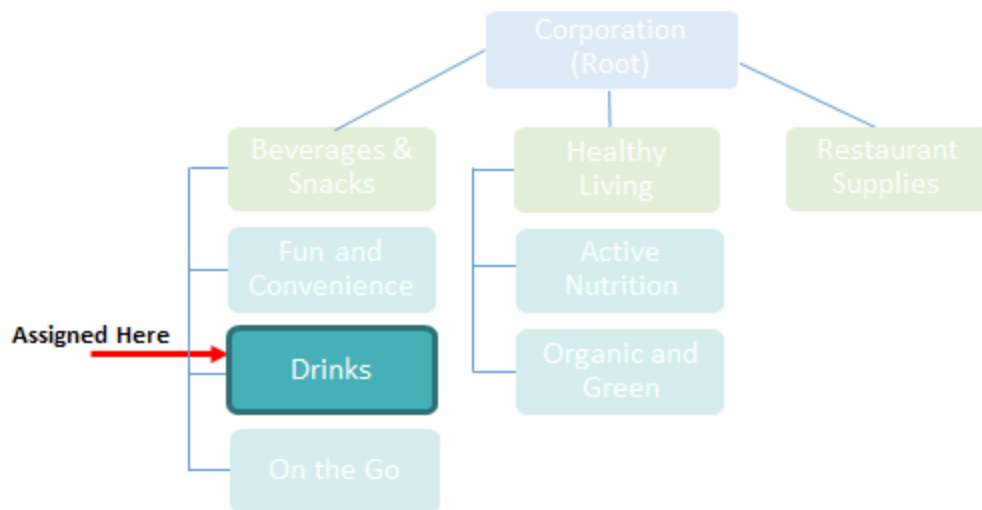 Corporation
(Root)
Beverages &
Snacks
Healthy
Living
Restaurant
Supplies
Fun and
Convenience
Active
Nutrition
Assigned Here
Drinks
Organic and
Green
On the Go